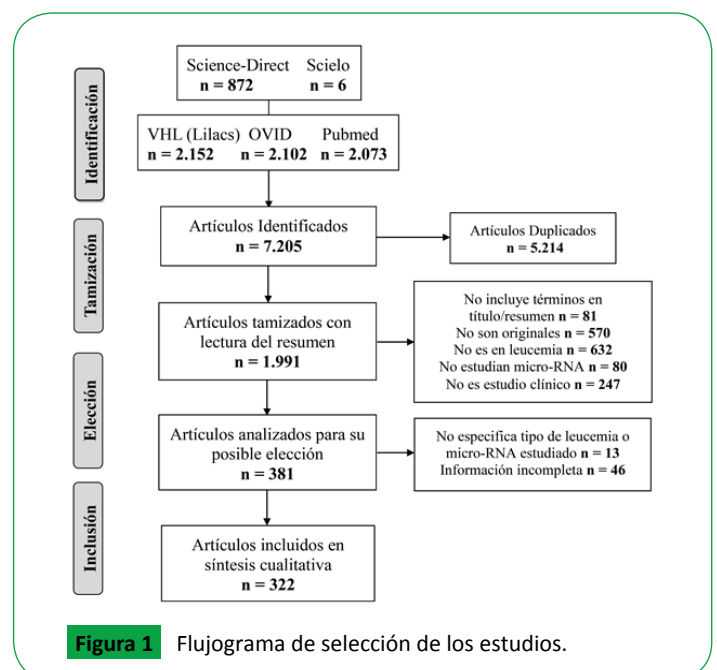 Identificación
Science-Direct Scielo
n = 872 n = 6
VHL (Lilacs) OVID Pubmed
n = 2.152 n = 2.102 n = 2.073
Tamización
Artículos Identificados
n = 7.205
Artículos Duplicados
n = 5.214
Artículos tamizados con
lectura del resumen
n = 1.991
No incluye términos en
título/resumen n = 81
No son originales n = 570
No es en leucemia n = 632
No estudian micro-RNA n = 80
No es estudio clínico n = 247
Elección
Artículos analizados para su
posible elección
n = 381
No especifica tipo de leucemia o
micro-RNA estudiado n = 13
Información incompleta n = 46
Inclusión
Artículos incluidos en
síntesis cualitativa
n = 322
Figura 1 Flujograma de selección de los estudios.